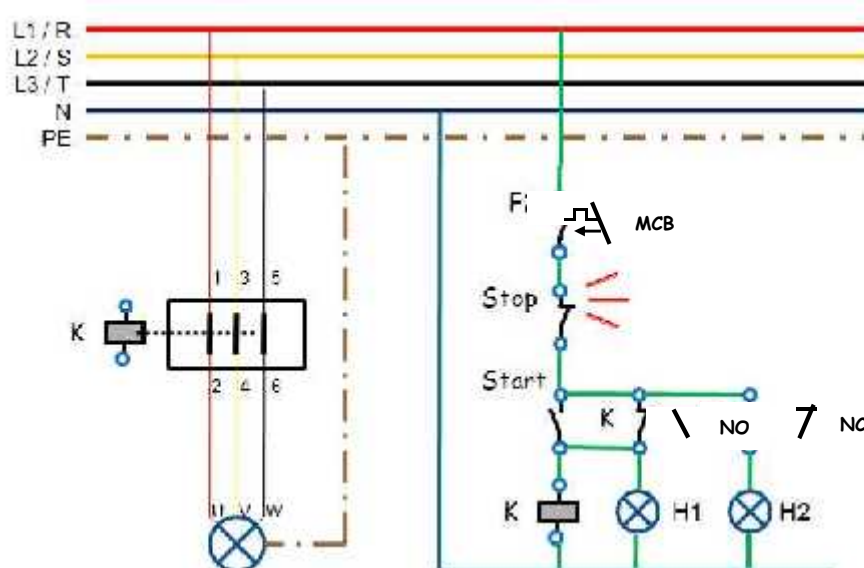 L1 / R
L2 / S
L3 / T
N
PE
MCB
1 3 5
Stop
K
2 4 6
Start
K
NO
U V W
K
H1
H2